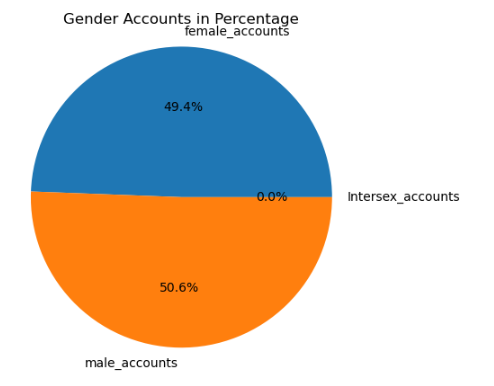 Gender Accounts in Percentage
female_accounts
49.4%
0.0%
Intersex_accounts
50.6%
male_accounts